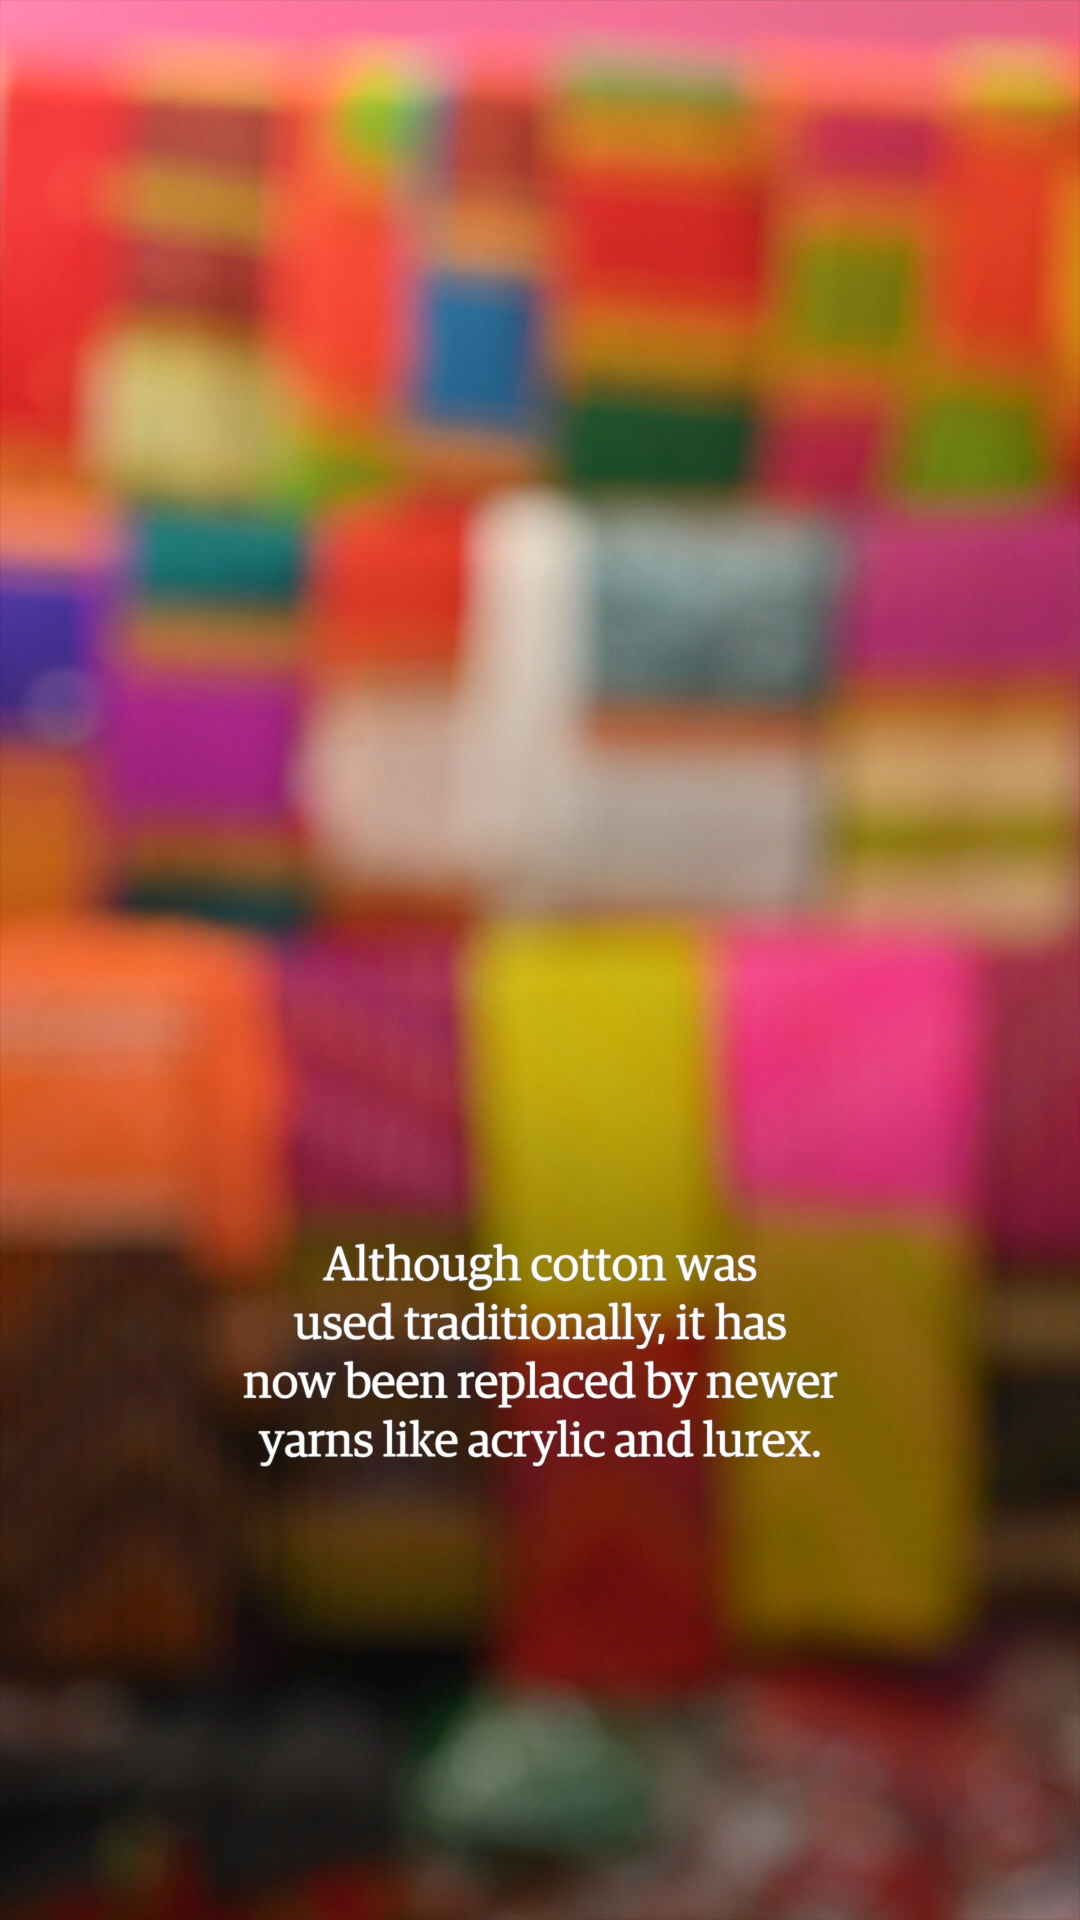 Although cotton was
used traditionally, it has
now been replaced by newer
yarns like acrylic and lurex.